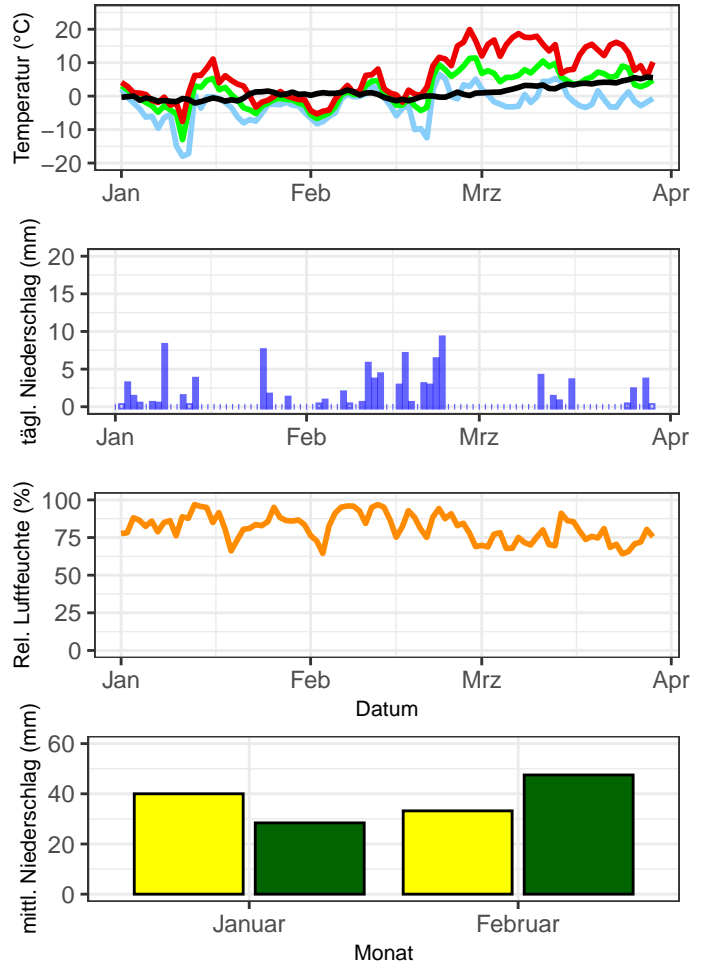 Temperatur (°C)
20
10
0
−10
−20
Jan Feb Mrz Apr
tägl. Niederschlag (mm)
20
15
10
5
0
Jan Feb Mrz Apr
Rel. Luftfeuchte (%)
100
75
50
25
0
Jan Feb Mrz Apr
Datum
mittl. Niederschlag (mm)
60
40
20
0
Januar Februar
Monat